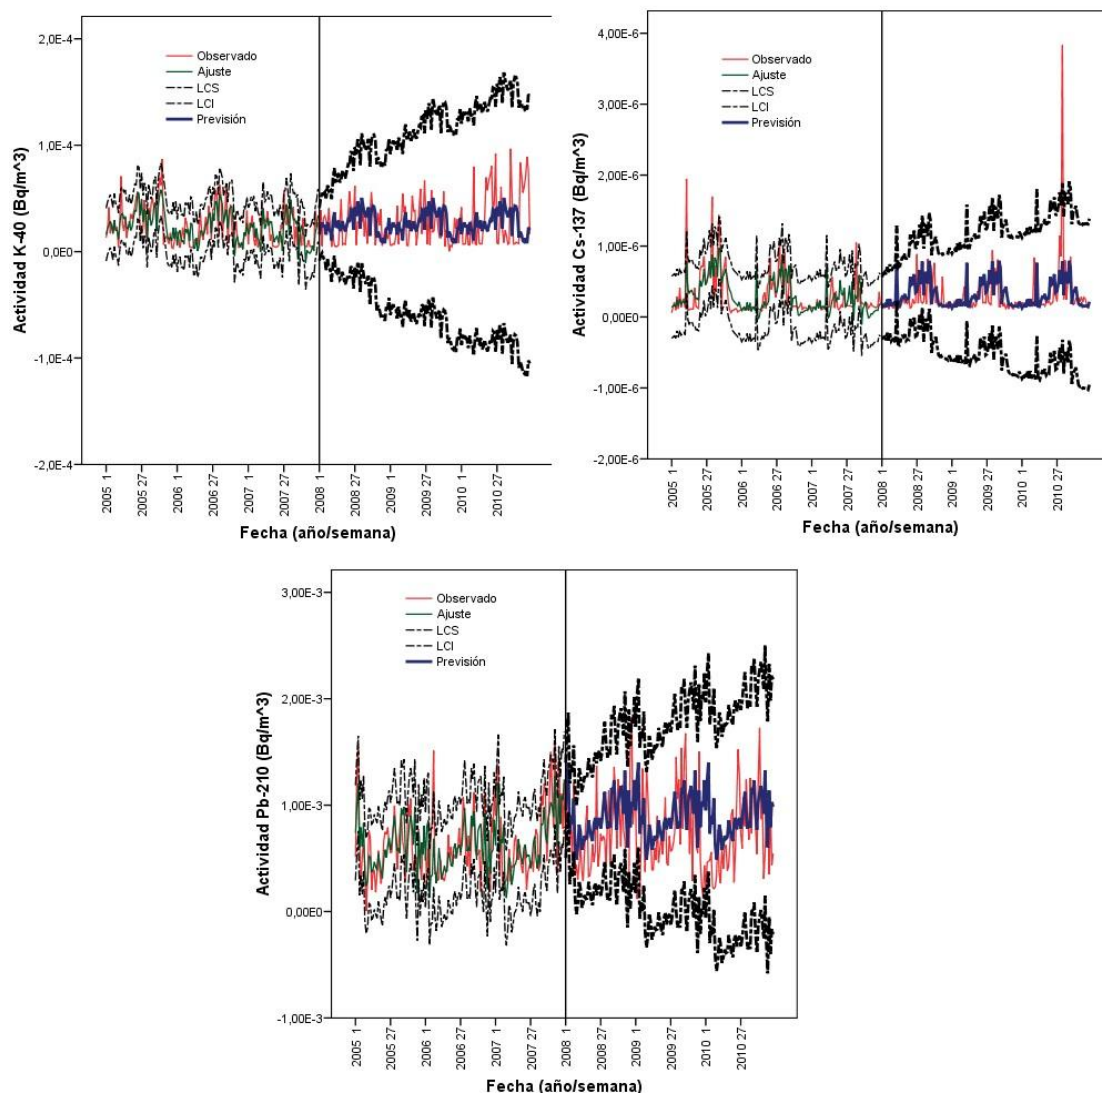 2,0E-4
1,0E-4
0,0E0
-1,0E-4
-2,0E-4
Actividad K-40 (Bq/m^3)
Observado
Ajuste
LCS
LCI
Previsión
2005 1
2005 27
2006 1
2006 27
2007 1
2007 27
2008 1
2008 27
2009 1
2009 27
2010 1
2010 27
Fecha (año/semana)
4,00E-6
3,00E-6
2,00E-6
1,00E-6
0,00E0
-1,00E-6
-2,00E-6
Actividad Cs-137 (Bq/m^3)
Observado
Ajuste
LCS
LCI
Previsión
2005 1
2005 27
2006 1
2006 27
2007 1
2007 27
2008 1
2008 27
2009 1
2009 27
2010 1
2010 27
Fecha (año/semana)
3,00E-3
2,00E-3
1,00E-3
0,00E0
-1,00E-3
Actividad Pb-210 (Bq/m^3)
Observado
Ajuste
LCS
LCI
Previsión
2005 1
2005 27
2006 1
2006 27
2007 1
2007 27
2008 1
2008 27
2009 1
2009 27
2010 1
2010 27
Fecha (año/semana)